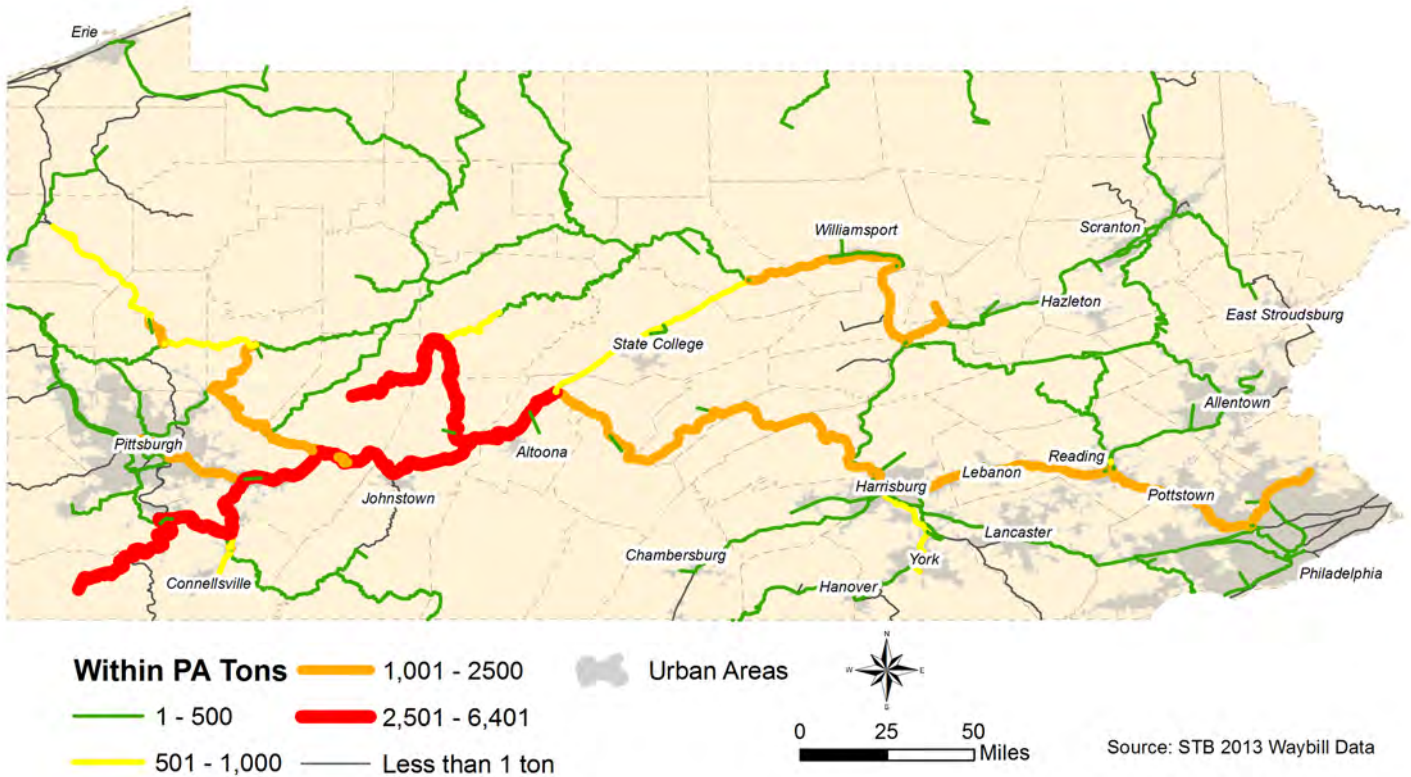 Erie
Williamsport
Scranton
Hazleton
East Stroudsburg
State College
Allentown
Pittsburgh
Altoona
Reading
Lebanon
Harrisburg
Pottstown
Johnstown
Lancaster
Chambersburg
York
Philadelphia
Connellsville
Hanover
Within PA Tons
1,001 - 2500
Urban Areas
N
W E
S
1 - 500
2,501 - 6,401
0 25 50
Miles
501 - 1,000
Less than 1 ton
Source: STB 2013 Waybill Data